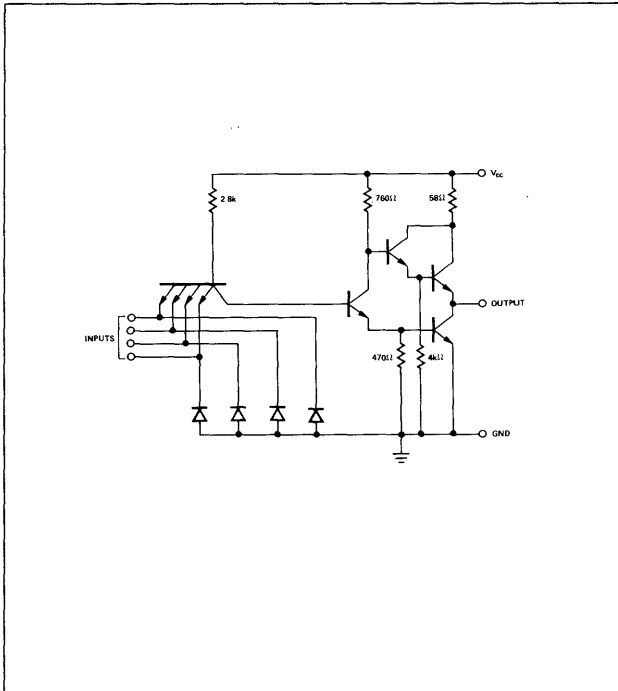 V_CC
2 8k
760Ω
58Ω
OUTPUT
INPUTS
470Ω
4kΩ
GND